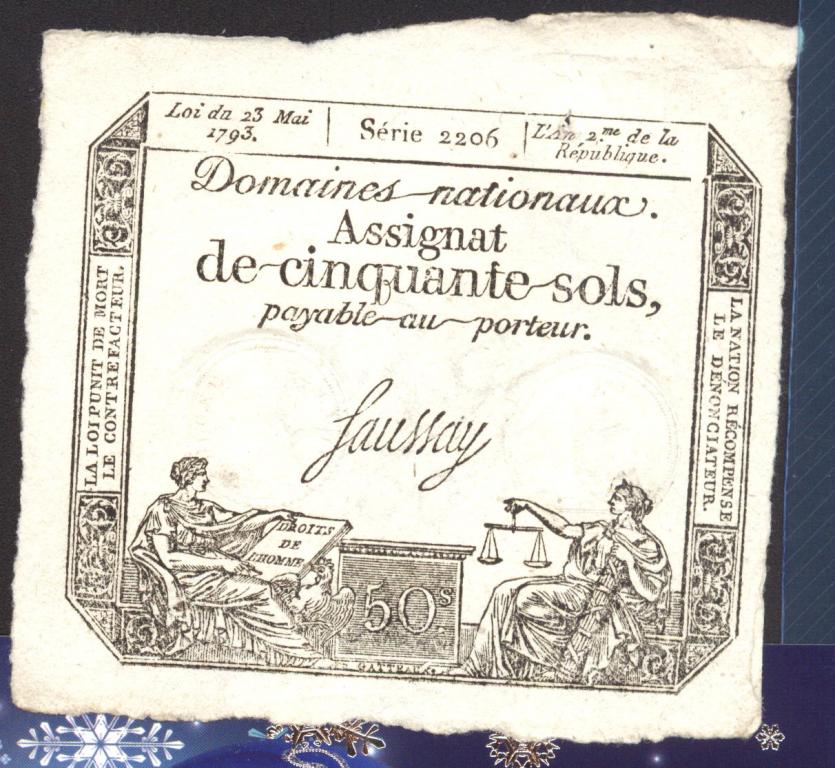 Loi du 23 Mai
1793.
Série 2206
L'An 2.me de la
République.
Domaines nationaux.
Assignat
de cinquante sols,
payable au porteur.
Saussay
LA LOI PUNIT DE MORT
LE CONTREFACTEUR.
LA NATION RÉCOMPENSE
LE DÉNONCIATEUR.
DROITS
DE
L'HOMME
50s
GATTEAUX